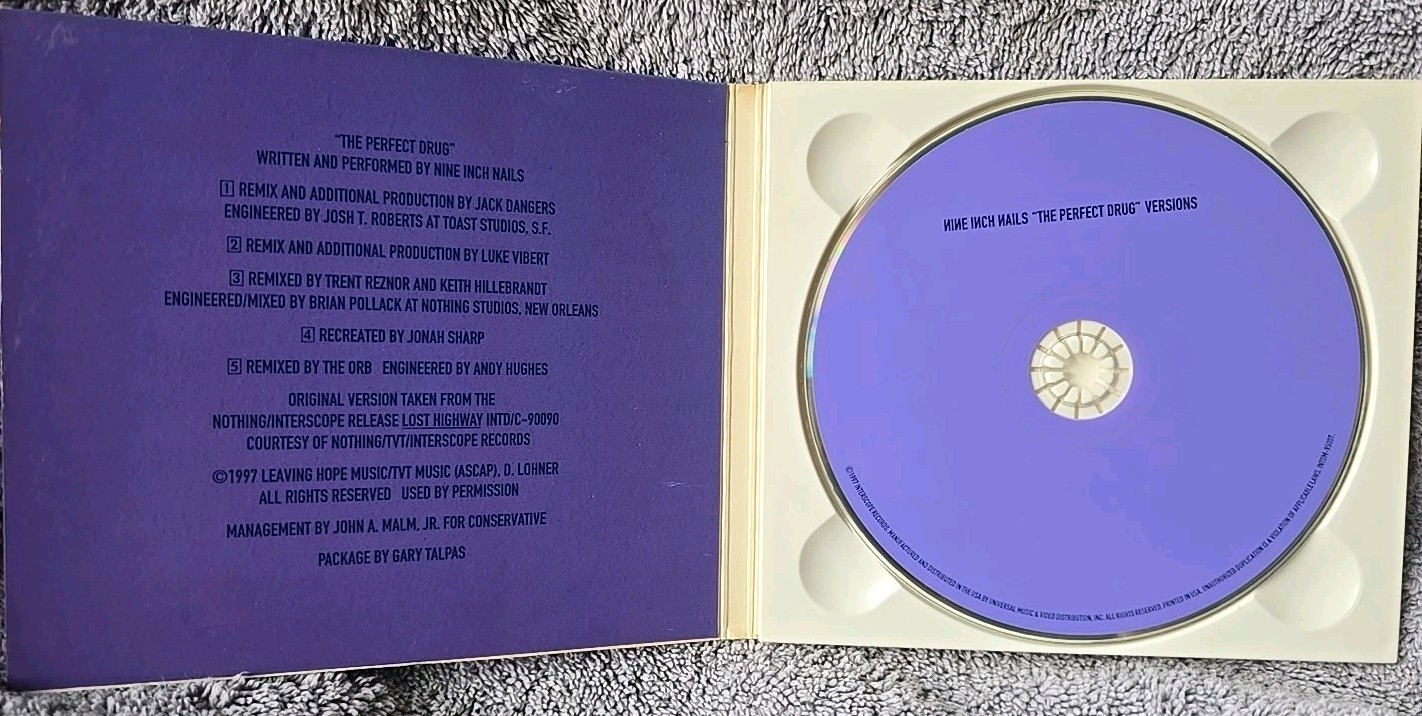 "THE PERFECT DRUG"
WRITTEN AND PERFORMED BY NINE INCH NAILS
1 REMIX AND ADDITIONAL PRODUCTION BY JACK DANGERS
ENGINEERED BY JOSH T. ROBERTS AT TOAST STUDIOS, S.F.
2 REMIX AND ADDITIONAL PRODUCTION BY LUKE VIBERT
3 REMIXED BY TRENT REZNOR AND KEITH HILLEBRANDT
ENGINEERED/MIXED BY BRIAN POLLACK AT NOTHING STUDIOS, NEW ORLEANS
4 RECREATED BY JONAH SHARP
5 REMIXED BY THE ORB ENGINEERED BY ANDY HUGHES
ORIGINAL VERSION TAKEN FROM THE
NOTHING/INTERSCOPE RELEASE LOST HIGHWAY INTD/C-90090
COURTESY OF NOTHING/TVT/INTERSCOPE RECORDS
©1997 LEAVING HOPE MUSIC/TVT MUSIC (ASCAP), D. LOHNER
ALL RIGHTS RESERVED USED BY PERMISSION
MANAGEMENT BY JOHN A. MALM, JR. FOR CONSERVATIVE
PACKAGE BY GARY TALPAS
NINE INCH NAILS "THE PERFECT DRUG" VERSIONS
©1997 INTERSCOPE RECORDS. MANUFACTURED AND DISTRIBUTED IN THE USA BY UNIVERSAL MUSIC & VIDEO DISTRIBUTION, INC. ALL RIGHTS RESERVED. PRINTED IN USA. UNAUTHORIZED DUPLICATION IS A VIOLATION OF APPLICABLE LAWS. INTDM-95007.